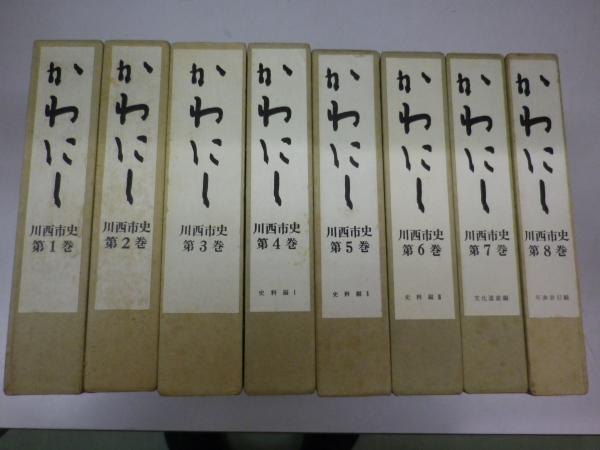 かわにし
川西市史
第1巻
かわにし
川西市史
第2巻
かわにし
川西市史
第3巻
かわにし
川西市史
第4巻
史料編Ⅰ
かわにし
川西市史
第5巻
史料編Ⅱ
かわにし
川西市史
第6巻
史料編Ⅲ
かわにし
川西市史
第7巻
文化遺産編
かわにし
川西市史
第8巻